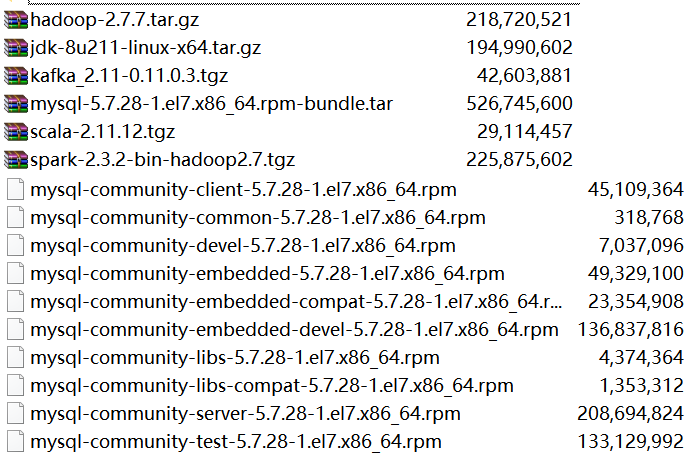 hadoop-2.7.7.tar.gz 218,720,521
jdk-8u211-linux-x64.tar.gz 194,990,602
kafka_2.11-0.11.0.3.tgz 42,603,881
mysql-5.7.28-1.el7.x86_64.rpm-bundle.tar 526,745,600
scala-2.11.12.tgz 29,114,457
spark-2.3.2-bin-hadoop2.7.tgz 225,875,602
mysql-community-client-5.7.28-1.el7.x86_64.rpm 45,109,364
mysql-community-common-5.7.28-1.el7.x86_64.rpm 318,768
mysql-community-devel-5.7.28-1.el7.x86_64.rpm 7,037,096
mysql-community-embedded-5.7.28-1.el7.x86_64.rpm 49,329,100
mysql-community-embedded-compat-5.7.28-1.el7.x86_64.r... 23,354,908
mysql-community-embedded-devel-5.7.28-1.el7.x86_64.rpm 136,837,816
mysql-community-libs-5.7.28-1.el7.x86_64.rpm 4,374,364
mysql-community-libs-compat-5.7.28-1.el7.x86_64.rpm 1,353,312
mysql-community-server-5.7.28-1.el7.x86_64.rpm 208,694,824
mysql-community-test-5.7.28-1.el7.x86_64.rpm 133,129,992